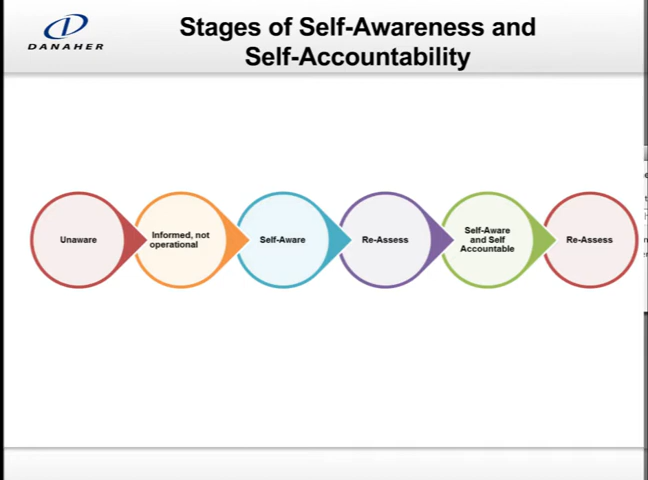 DANAHER
Stages of Self-Awareness and
Self-Accountability
Unaware
Informed, not
operational
Self-Aware
Re-Assess
Self-Aware
and Self
Accountable
Re-Assess